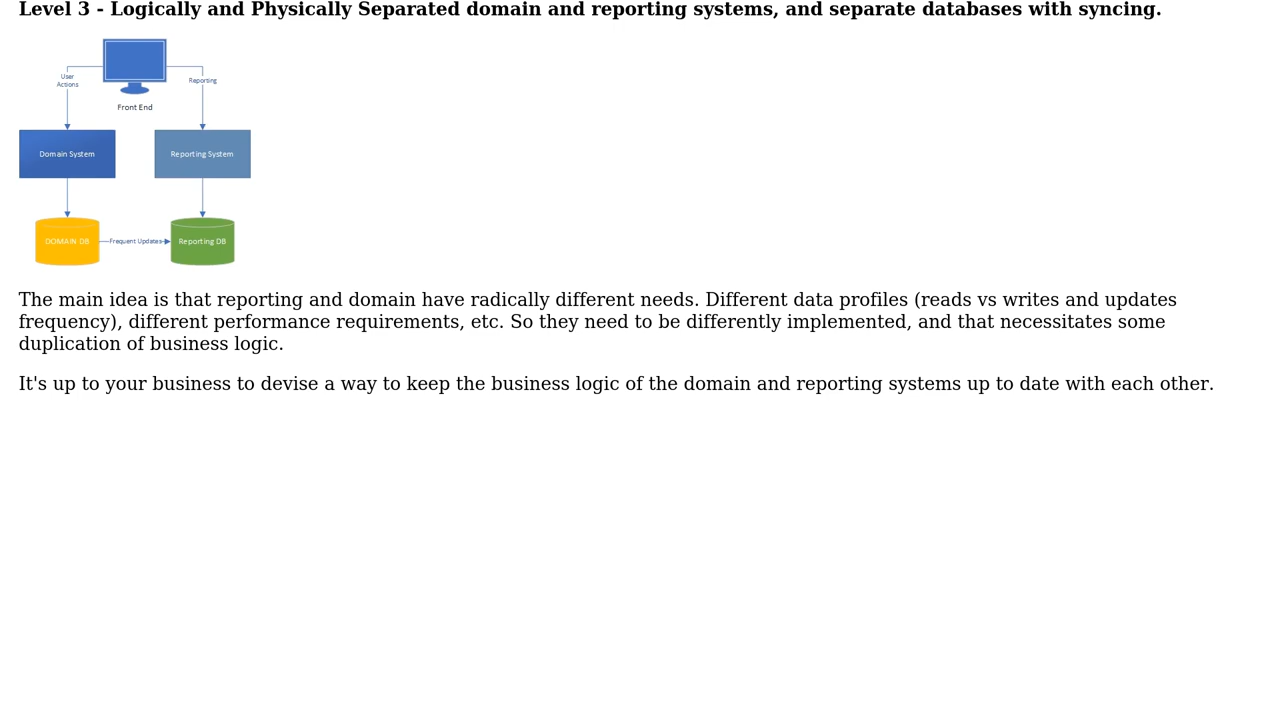 Level 3 - Logically and Physically Separated domain and reporting systems, and separate databases with syncing.
User
Actions
Reporting
Front End
Domain System
Reporting System
DOMAIN DB
Frequent Updates
Reporting DB
The main idea is that reporting and domain have radically different needs. Different data profiles (reads vs writes and updates
frequency), different performance requirements, etc. So they need to be differently implemented, and that necessitates some
duplication of business logic.
It's up to your business to devise a way to keep the business logic of the domain and reporting systems up to date with each other.